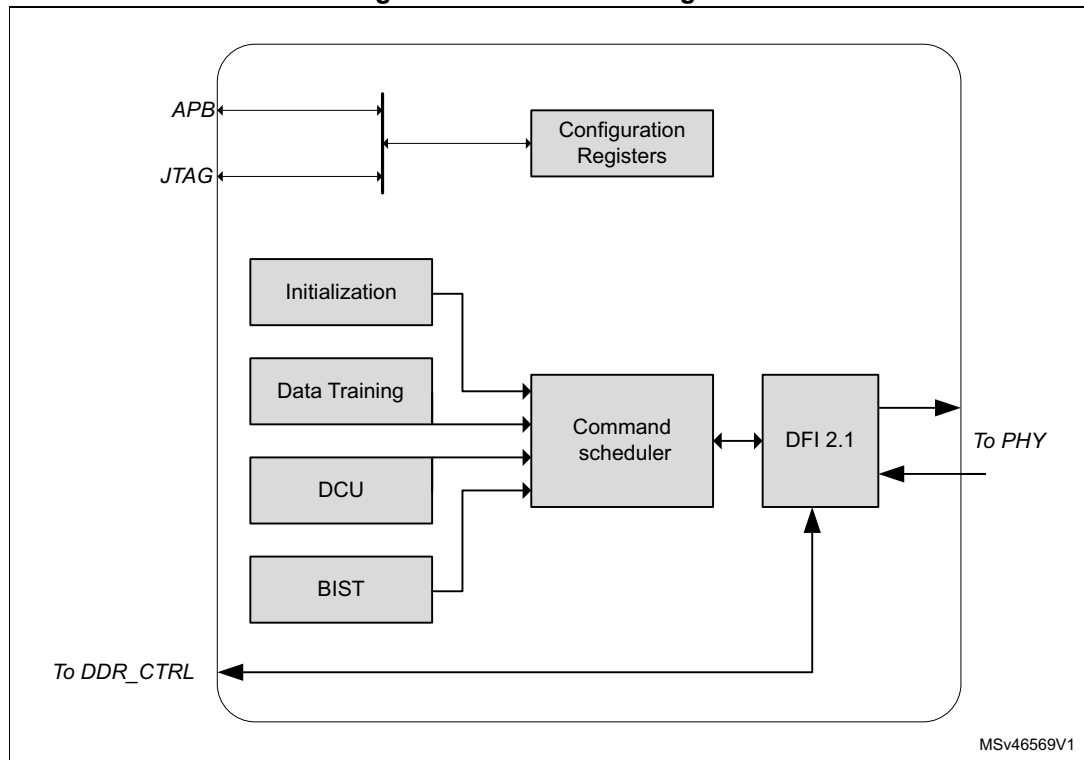 APB
JTAG
Configuration
Registers
Initialization
Data Training
Command
scheduler
DFI 2.1
To PHY
DCU
BIST
To DDR_CTRL
MSv46569V1